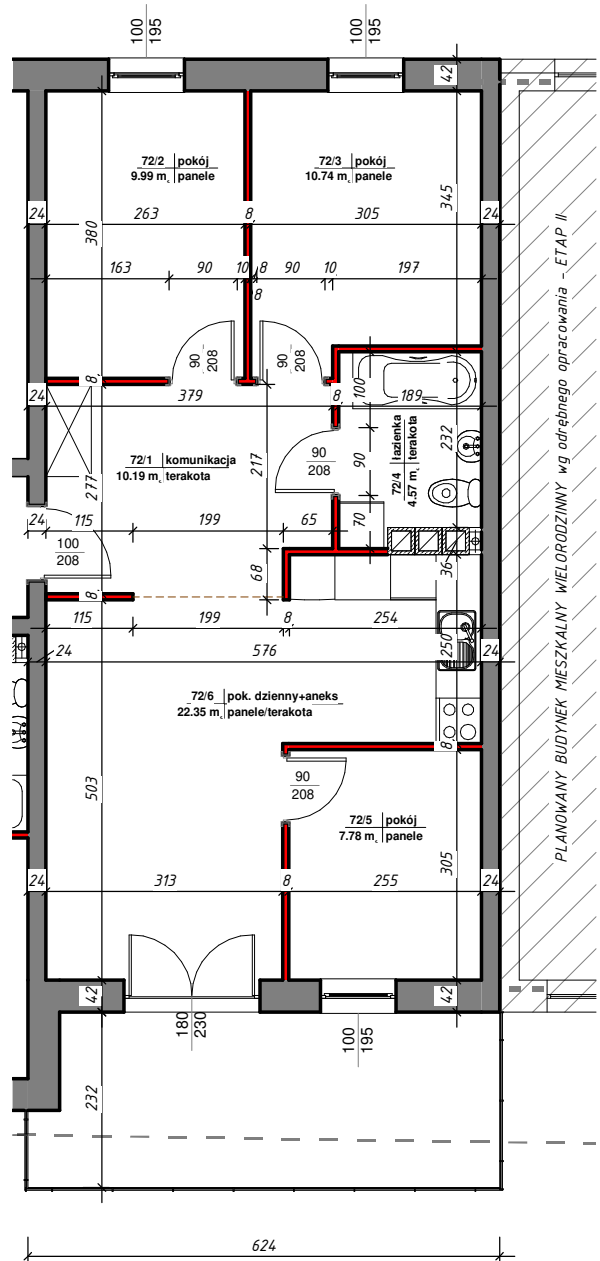 100
195
100
195
42
72/2 pokój
9.99 m² panele
72/3 pokój
10.74 m² panele
345
24 263 8 305 24
380
163 90 10 8 90 10 197
8
90
208
90
208
8
24 379 8 189 24
100
72/1 komunikacja
10.19 m² terakota
217
90
208
90
72/4 łazienka
4.57 m² terakota
232
277
24 115 199 65 70
100
208
68
36
8
115 199 8 254
24 576 250 24
72/6 pok. dzienny+aneks
22.35 m² panele/terakota
8
90
208
503
72/5 pokój
7.78 m² panele
305
24 313 8 255 24
42
42
180
230
100
195
232
624
PLANOWANY BUDYNEK MIESZKALNY WIELORODZINNY wg odrębnego opracowania - ETAP II